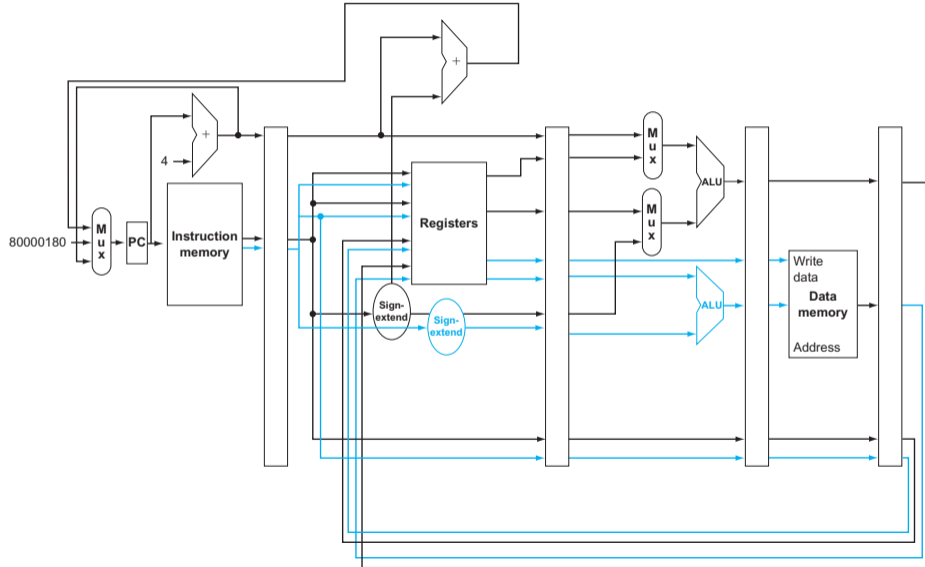 +
+
4
M
u
x
ALU
80000180
M
u
x
PC
Instruction
memory
Registers
M
u
x
Write
data
Data
memory
Address
ALU
Sign-
extend
Sign-
extend